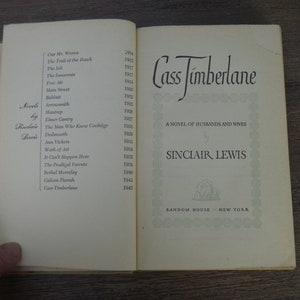 Novels
by
Sinclair
Lewis
Our Mr. Wrenn 1914
The Trail of the Hawk 1915
The Job 1917
The Innocents 1917
Free Air 1919
Main Street 1920
Babbitt 1922
Arrowsmith 1925
Mantrap 1926
Elmer Gantry 1927
The Man Who Knew Coolidge 1928
Dodsworth 1929
Ann Vickers 1933
Work of Art 1934
It Can't Happen Here 1935
The Prodigal Parents 1938
Bethel Merriday 1940
Gideon Planish 1943
Cass Timberlane 1945
Cass Timberlane
A NOVEL OF HUSBANDS AND WIVES
SINCLAIR LEWIS
RANDOM HOUSE · NEW YORK